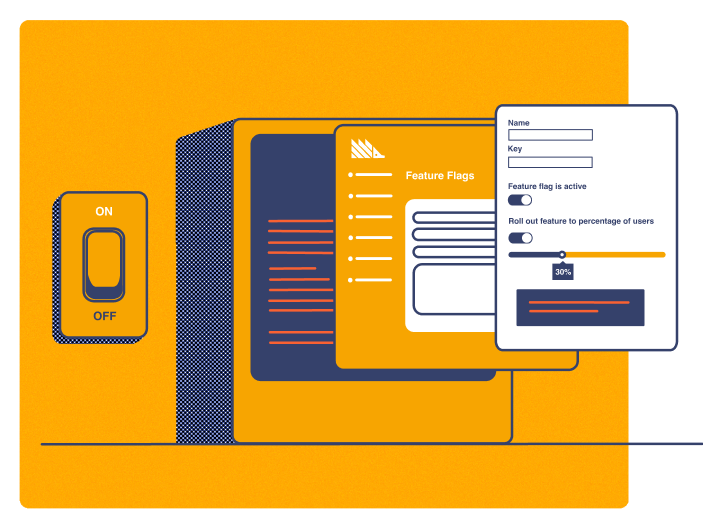 ON
OFF
Feature Flags
Name
Key
Feature flag is active
Roll out feature to percentage of users
30%